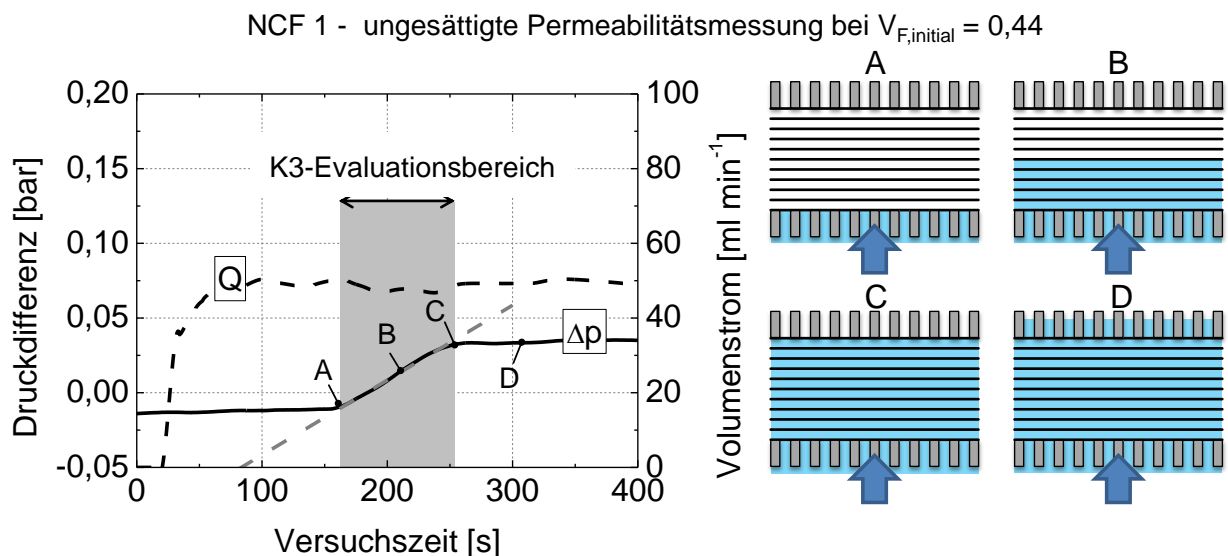 NCF 1 - ungesättigte Permeabilitätsmessung bei V_F,initial = 0,44
Druckdifferenz [bar]
0,20
0,15
0,10
0,05
0,00
-0,05
K3-Evaluationsbereich
Q
A
B
C
D
Δp
100
80
60
40
20
0
Volumenstrom [ml min⁻¹]
0
100
200
300
400
Versuchszeit [s]
A
B
C
D